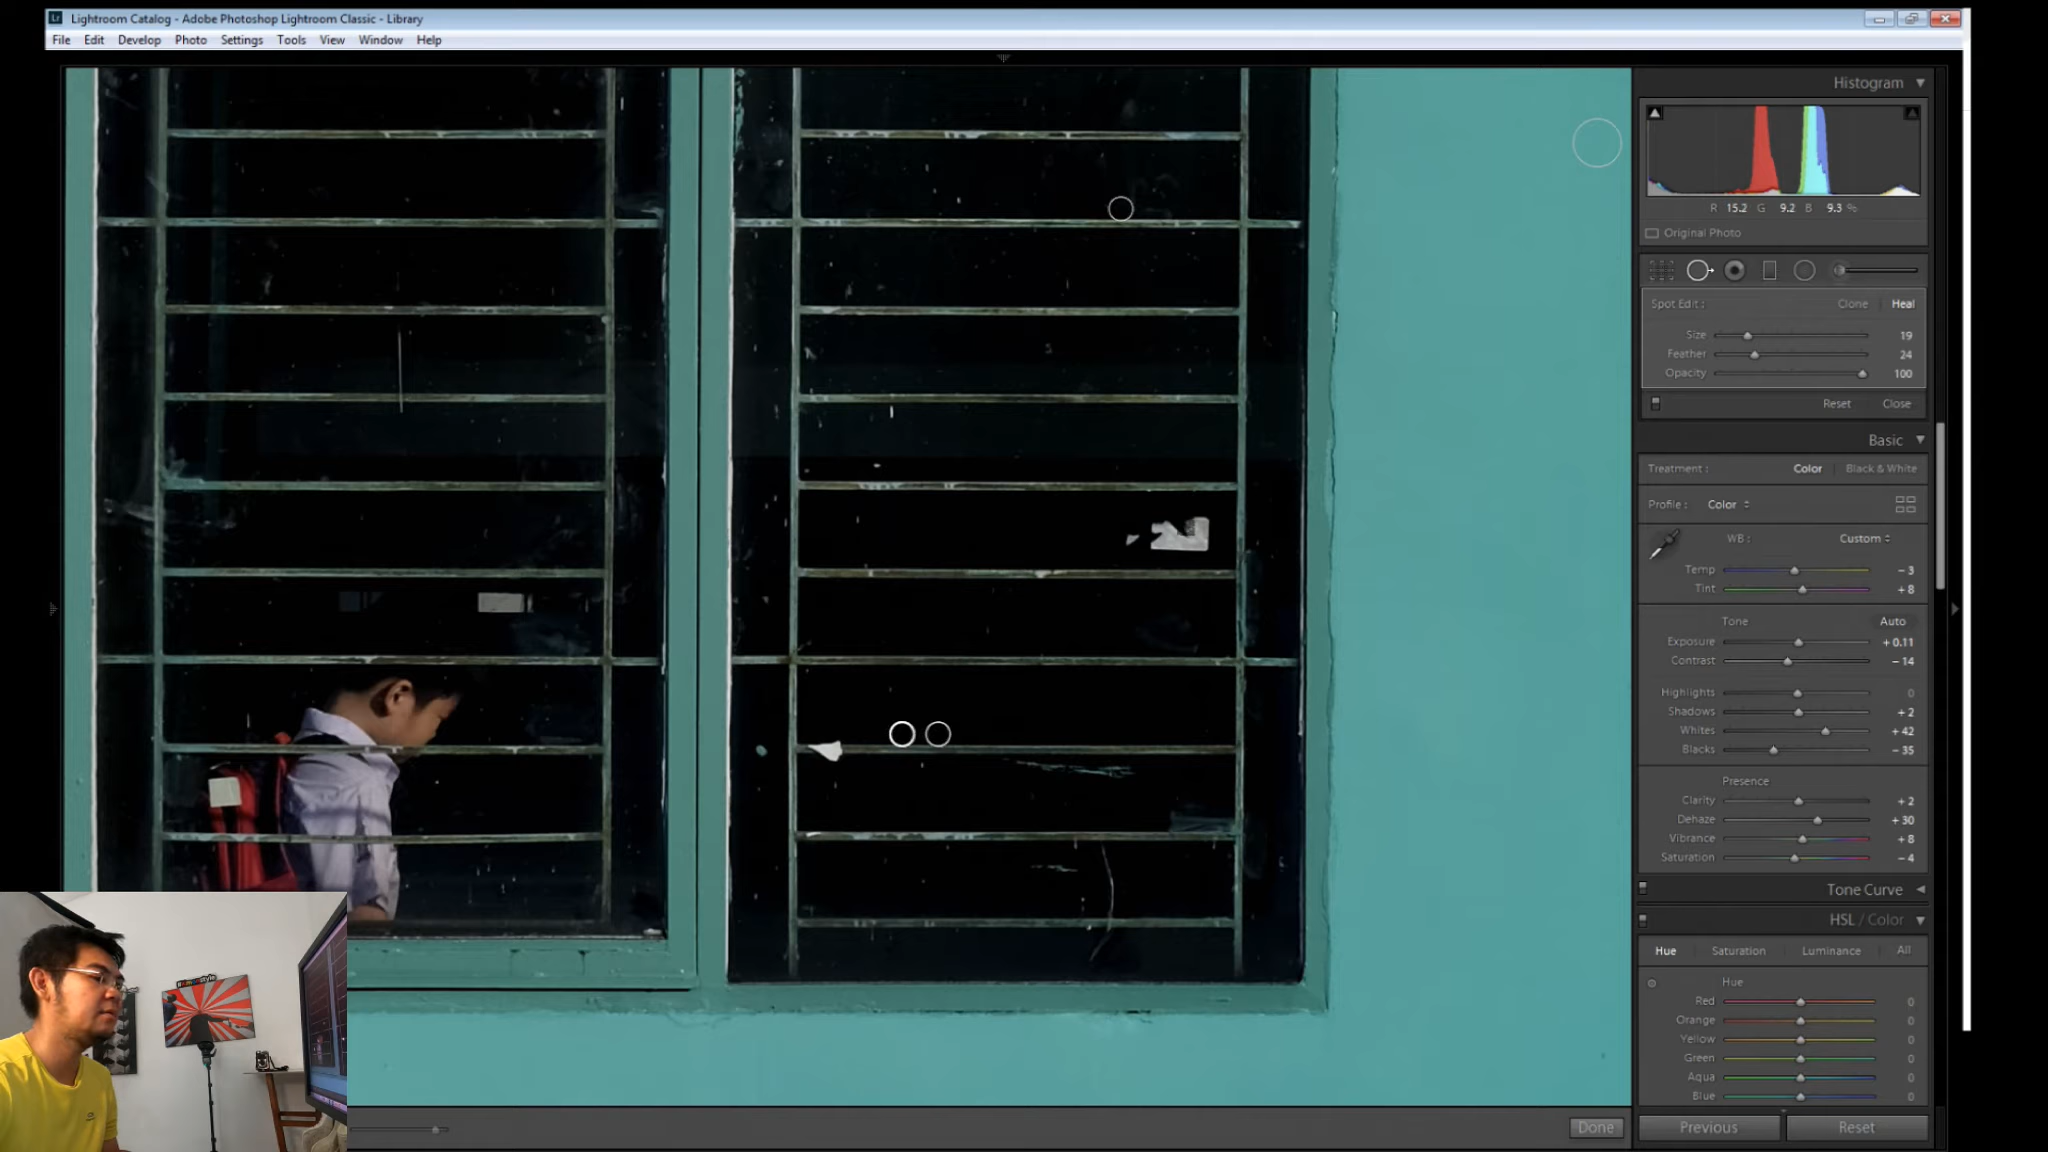 Lightroom Catalog - Adobe Photoshop Lightroom Classic - Library
File Edit Develop Photo Settings Tools View Window Help
Histogram
R 15.2 G 9.2 B 9.3 %
Original Photo
Spot Edit : Clone Heal
Size 19
Feather 24
Opacity 100
Reset Close
Basic
Treatment : Color Black & White
Profile : Color
WB : Custom
Temp − 3
Tint + 8
Tone Auto
Exposure + 0.11
Contrast − 14
Highlights 0
Shadows + 2
Whites + 42
Blacks − 35
Presence
Clarity + 2
Dehaze + 30
Vibrance + 8
Saturation − 4
Tone Curve
HSL / Color
Hue Saturation Luminance All
Hue
Red 0
Orange 0
Yellow 0
Green 0
Aqua 0
Blue 0
Done
Previous Reset